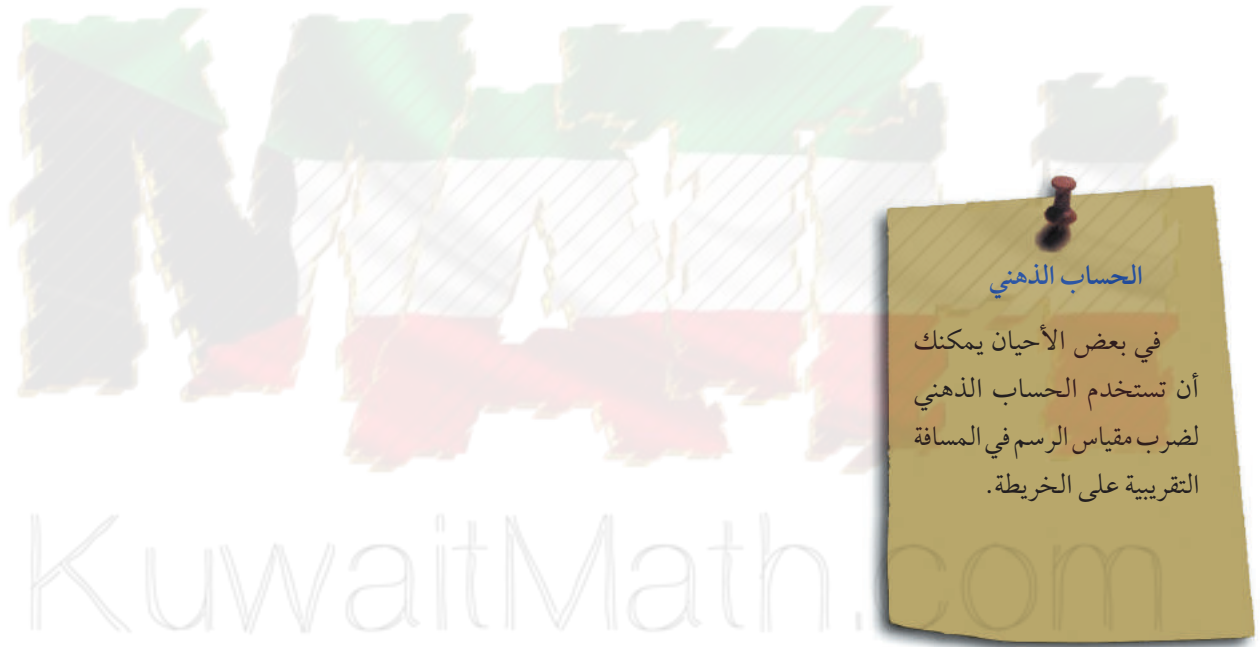 الحساب الذهني
في بعض الأحيان يمكنك
أن تستخدم الحساب الذهني
لضرب مقياس الرسم في المسافة
التقريبية على الخريطة.
MATH
KuwaitMath.com